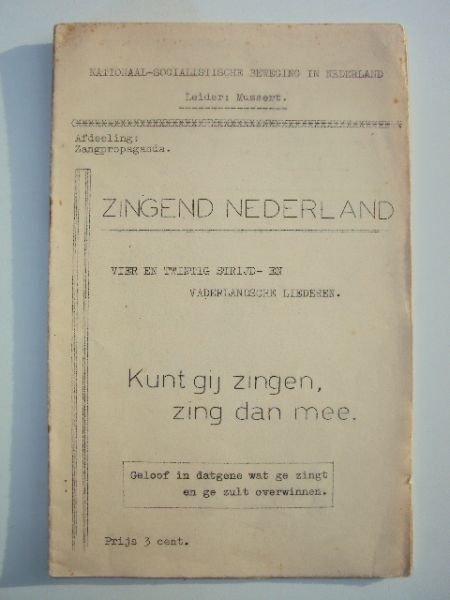 NATIONAAL-SOCIALISTISCHE BEWEGING IN NEDERLAND
Leider: Mussert.
Afdeeling:
Zangpropaganda.
ZINGEND NEDERLAND
VIER EN TWINTIG STRIJD- EN
VADERLANDSCHE LIEDEREN.
Kunt gij zingen,
zing dan mee.
Geloof in datgene wat ge zingt
en ge zult overwinnen.
Prijs 3 cent.